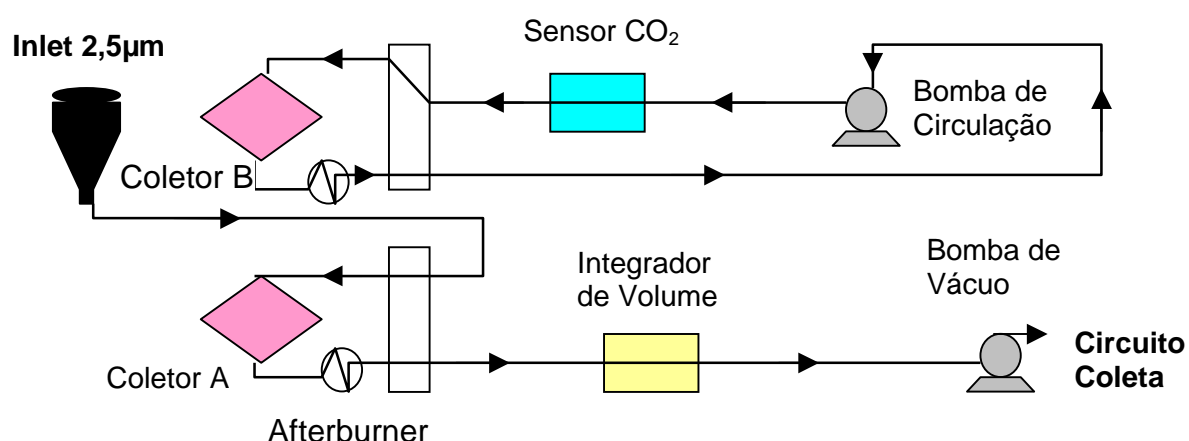 Inlet 2,5µm
Sensor CO₂
Bomba de
Circulação
Coletor B
Integrador
de Volume
Bomba de
Vácuo
Circuito
Coleta
Coletor A
Afterburner